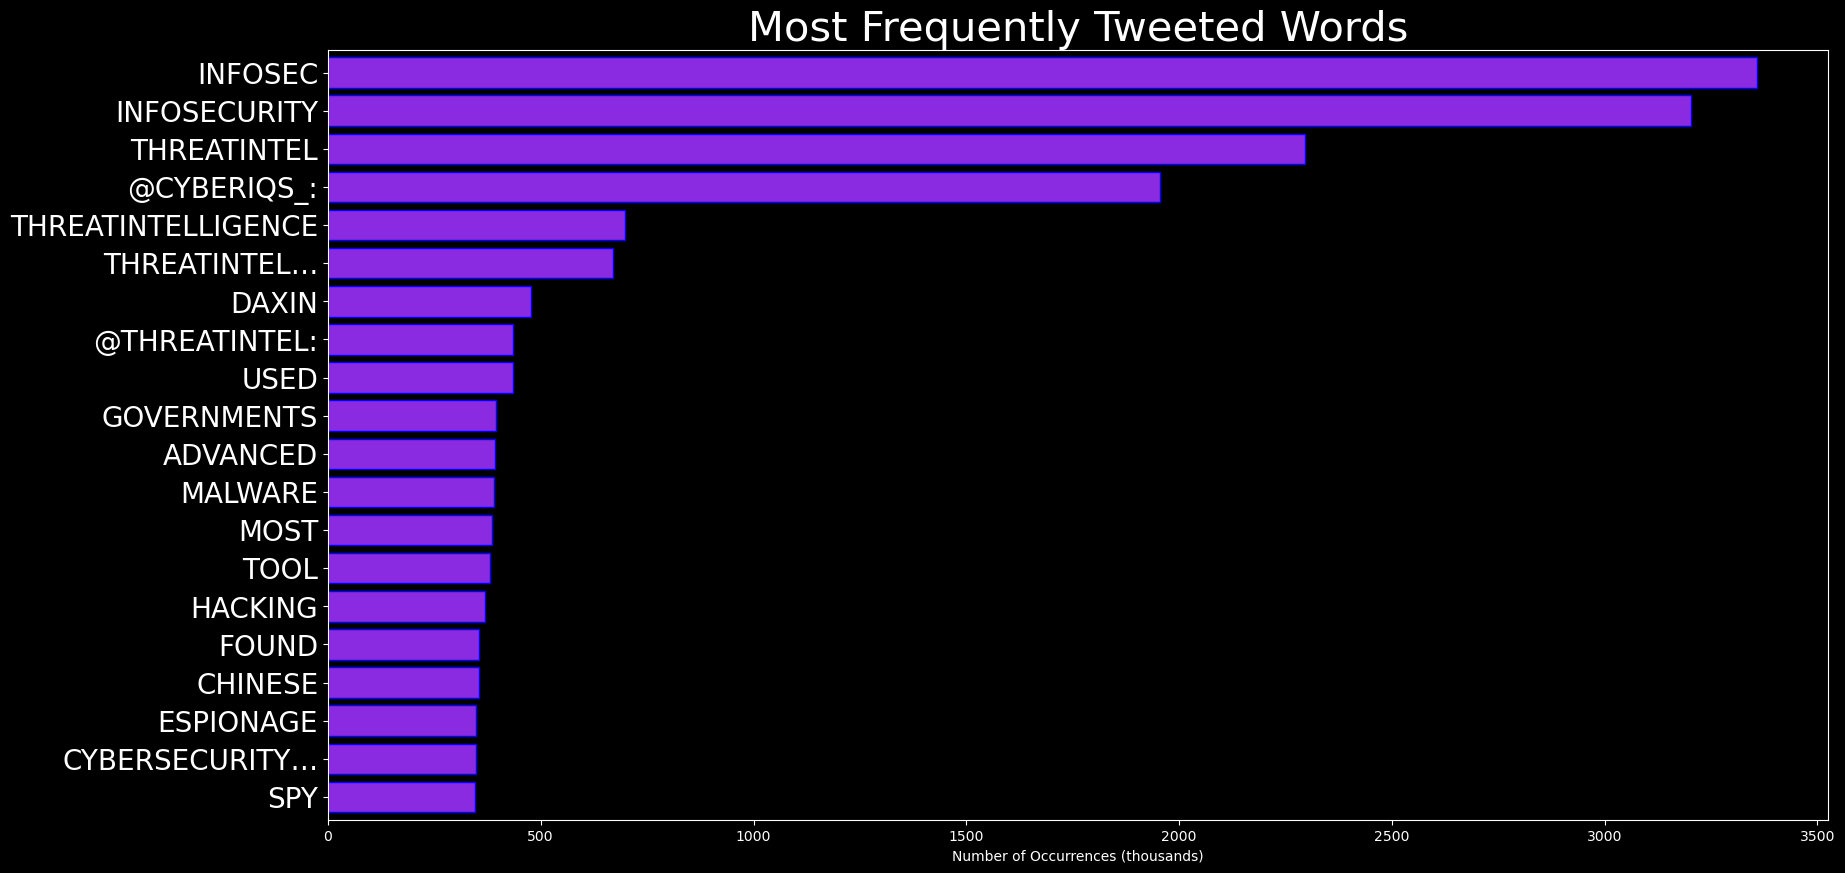 Most Frequently Tweeted Words
INFOSEC
INFOSECURITY
THREATINTEL
@CYBERIQS_:
THREATINTELLIGENCE
THREATINTEL…
DAXIN
@THREATINTEL:
USED
GOVERNMENTS
ADVANCED
MALWARE
MOST
TOOL
HACKING
FOUND
CHINESE
ESPIONAGE
CYBERSECURITY…
SPY
0 500 1000 1500 2000 2500 3000 3500
Number of Occurrences (thousands)